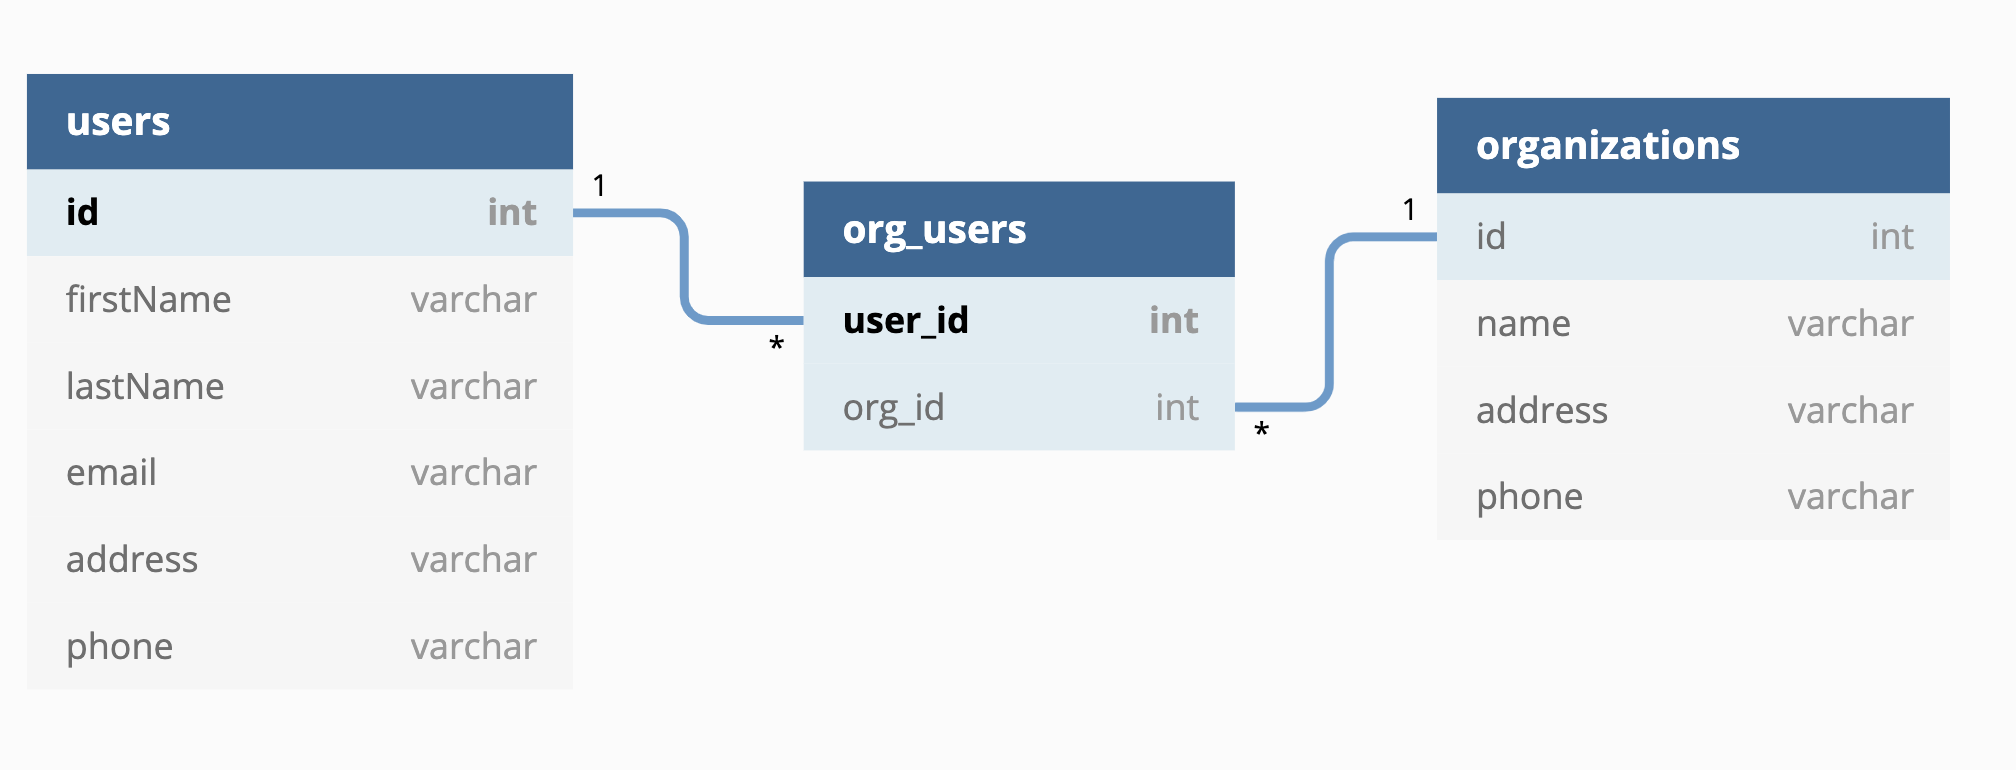 users
id int
firstName varchar
lastName varchar
email varchar
address varchar
phone varchar
1
*
org_users
user_id int
org_id int
*
1
organizations
id int
name varchar
address varchar
phone varchar